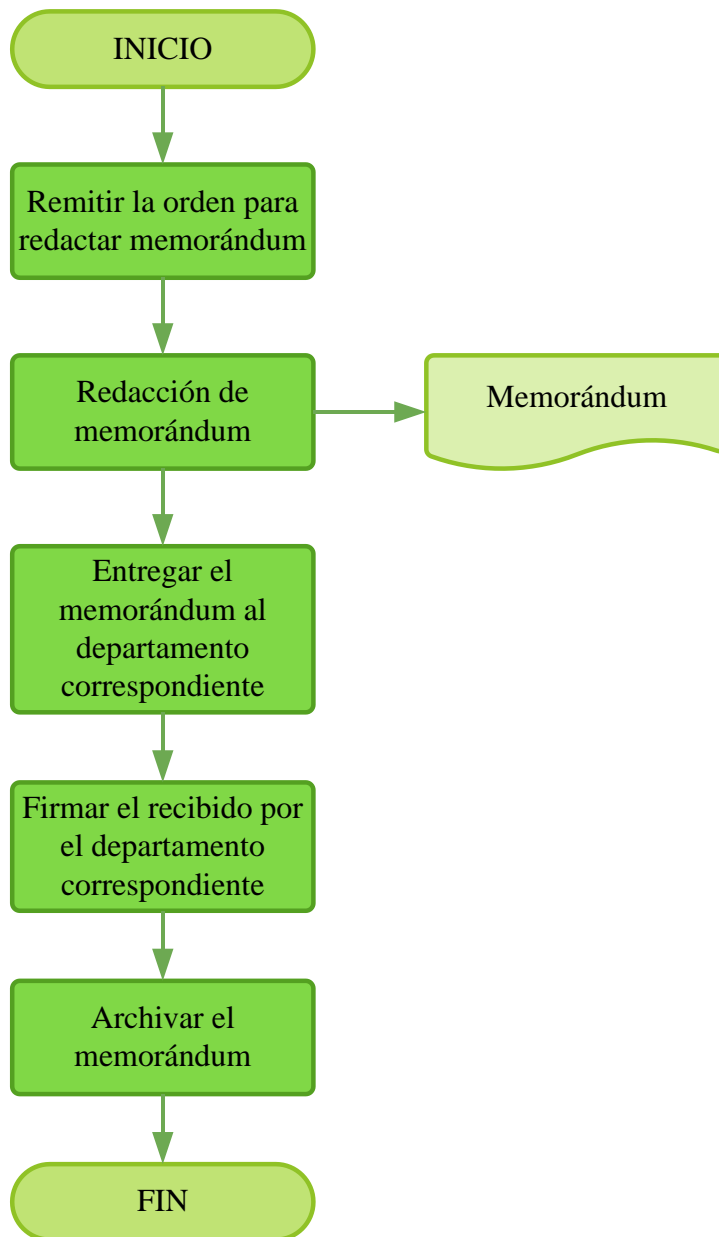 INICIO
Remitir la orden para
redactar memorándum
Redacción de
memorándum
Memorándum
Entregar el
memorándum al
departamento
correspondiente
Firmar el recibido por
el departamento
correspondiente
Archivar el
memorándum
FIN